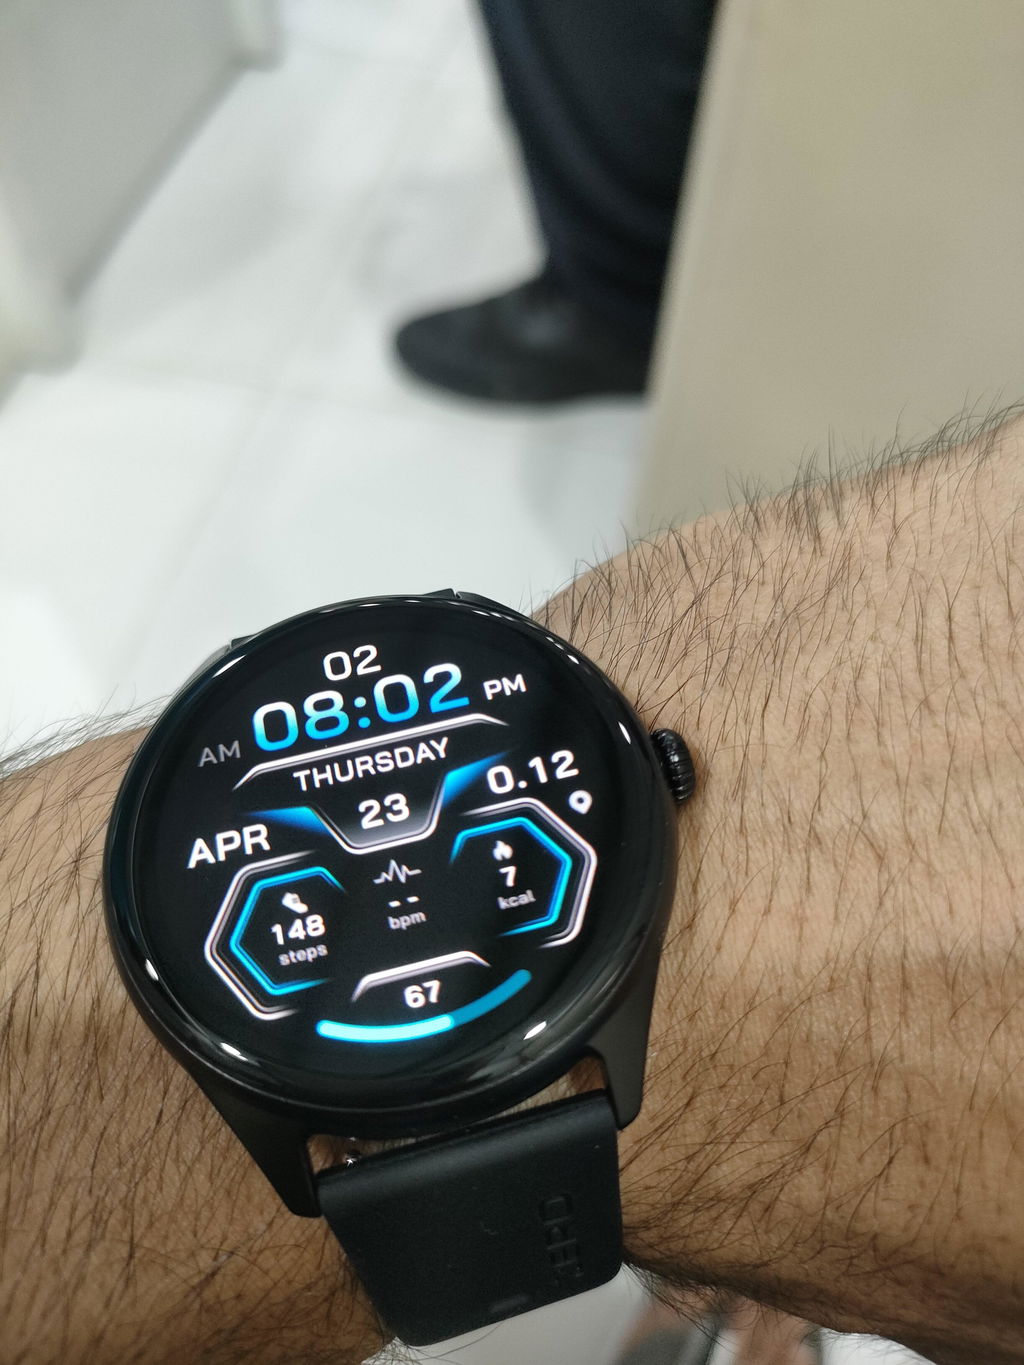 02
AM 08:02 PM
THURSDAY
23
APR
0.12
148
steps
--
bpm
7
kcal
67